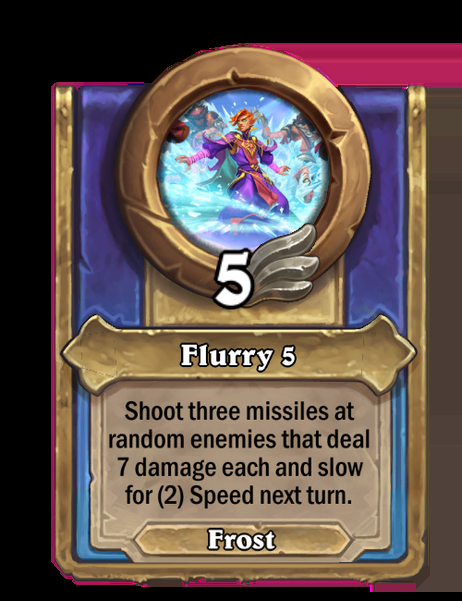 5
Flurry 5
Shoot three missiles at
random enemies that deal
7 damage each and slow
for (2) Speed next turn.
Frost